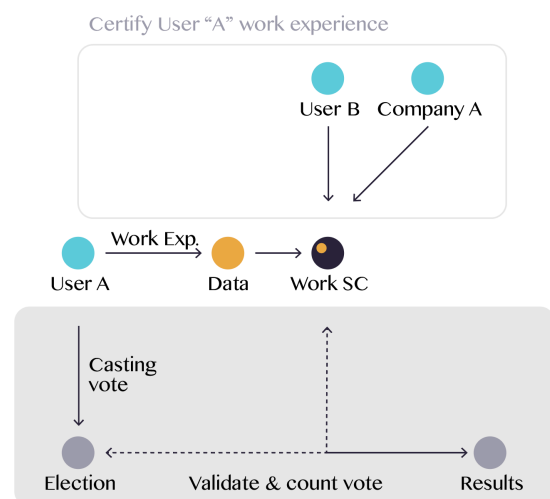 Certify User “A” work experience
User B
Company A
Work Exp.
User A
Data
Work SC
Casting
vote
Election
Validate & count vote
Results